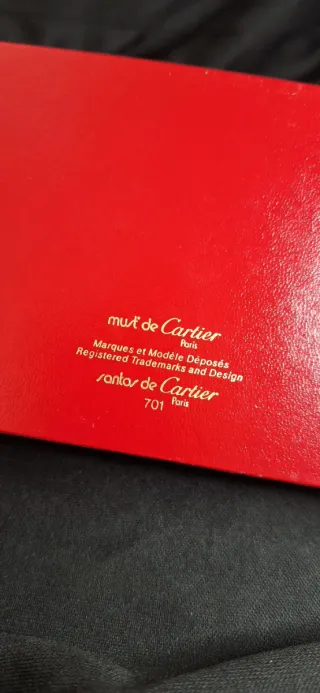 must de Cartier
Paris
Marques et Modèle Déposés
Registered Trademarks and Design
santos de Cartier
701 Paris